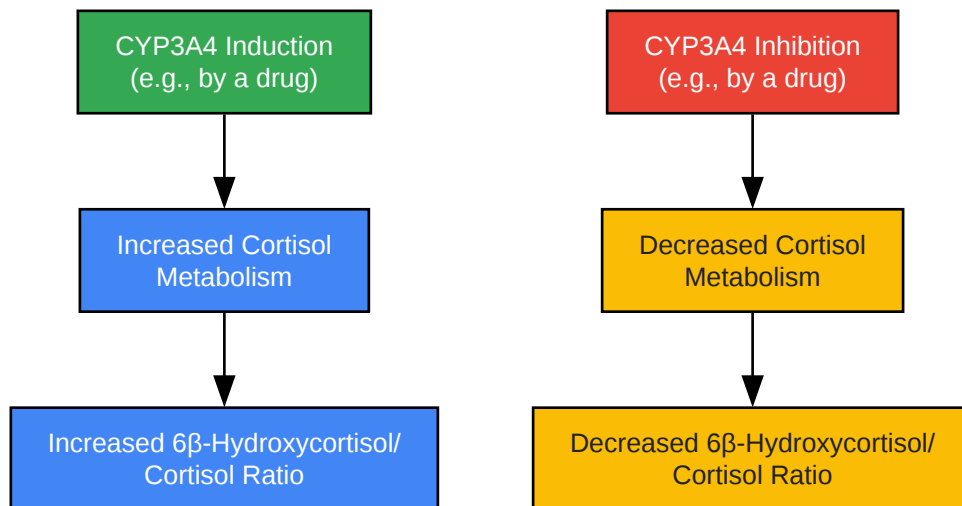 CYP3A4 Induction
(e.g., by a drug)
CYP3A4 Inhibition
(e.g., by a drug)
Increased Cortisol
Metabolism
Decreased Cortisol
Metabolism
Increased 6β-Hydroxycortisol/
Cortisol Ratio
Decreased 6β-Hydroxycortisol/
Cortisol Ratio